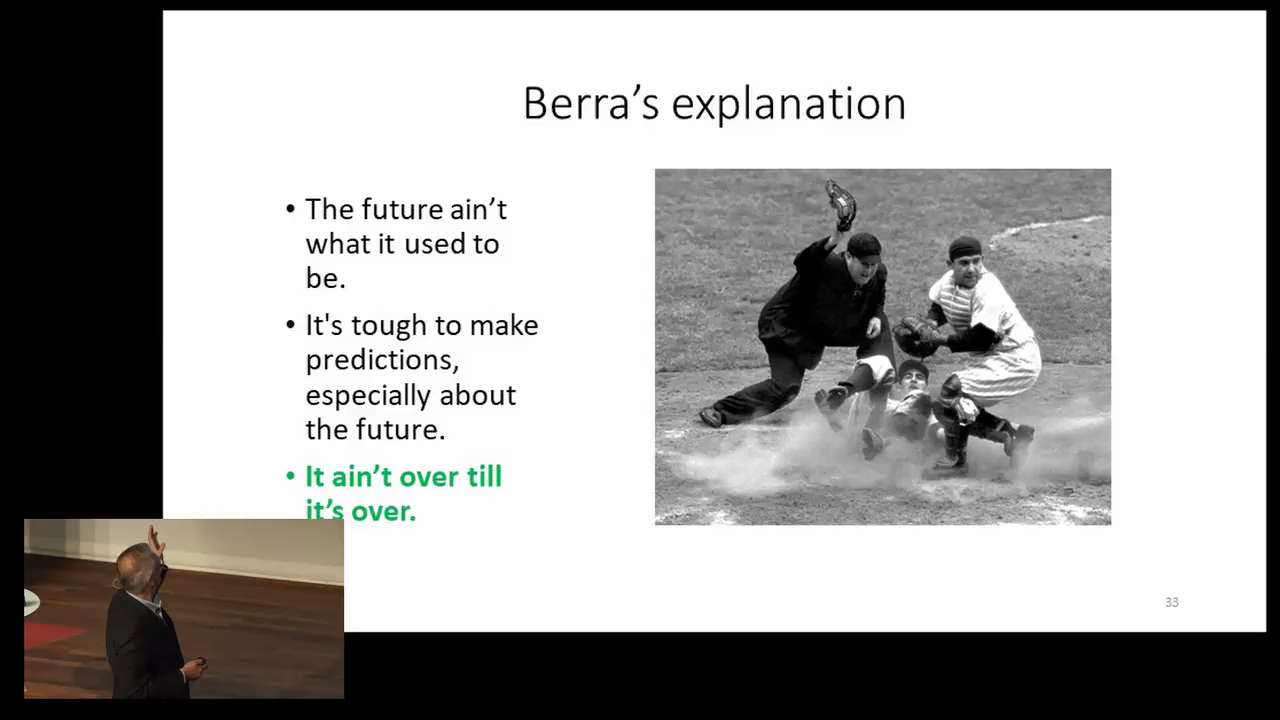 Berra’s explanation
• The future ain’t
what it used to
be.
• It's tough to make
predictions,
especially about
the future.
• It ain’t over till
it’s over.
33